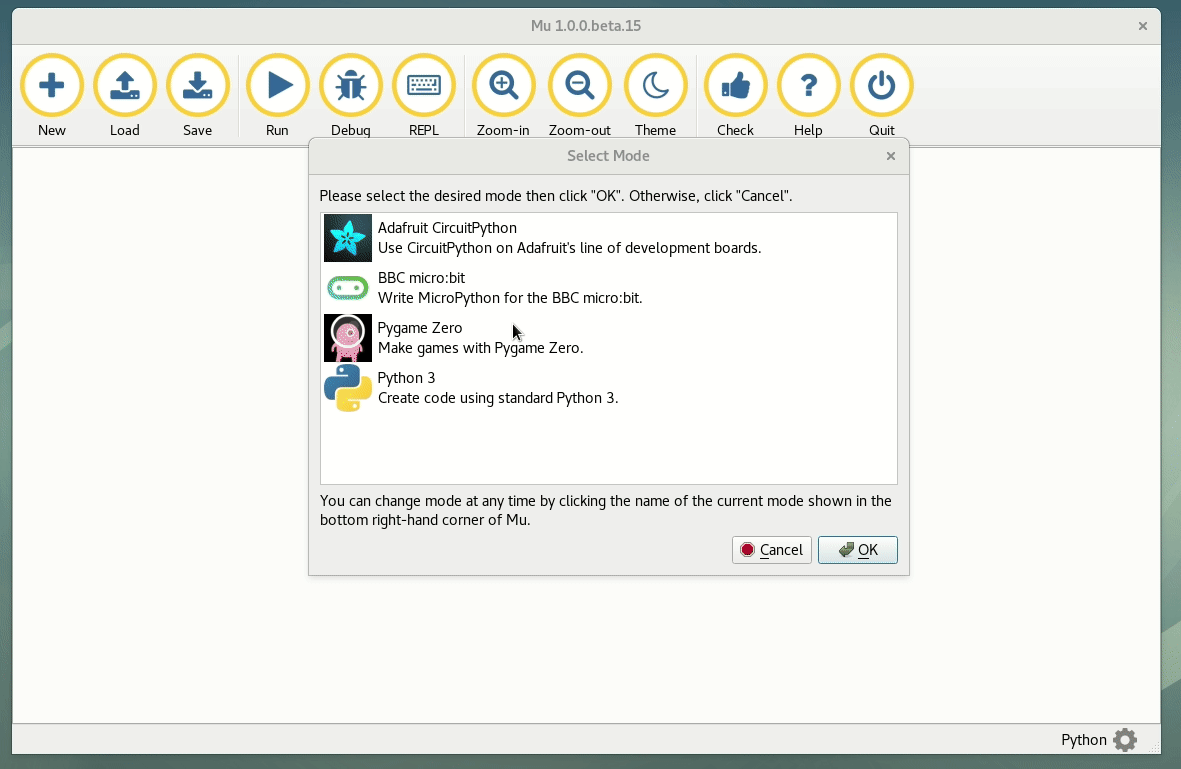 Mu 1.0.0.beta.15
New Load Save Run Debug REPL Zoom-in Zoom-out Theme Check Help Quit
Select Mode
Please select the desired mode then click "OK". Otherwise, click "Cancel".
Adafruit CircuitPython
Use CircuitPython on Adafruit's line of development boards.
BBC micro:bit
Write MicroPython for the BBC micro:bit.
Pygame Zero
Make games with Pygame Zero.
Python 3
Create code using standard Python 3.
You can change mode at any time by clicking the name of the current mode shown in the
bottom right-hand corner of Mu.
Cancel OK
Python